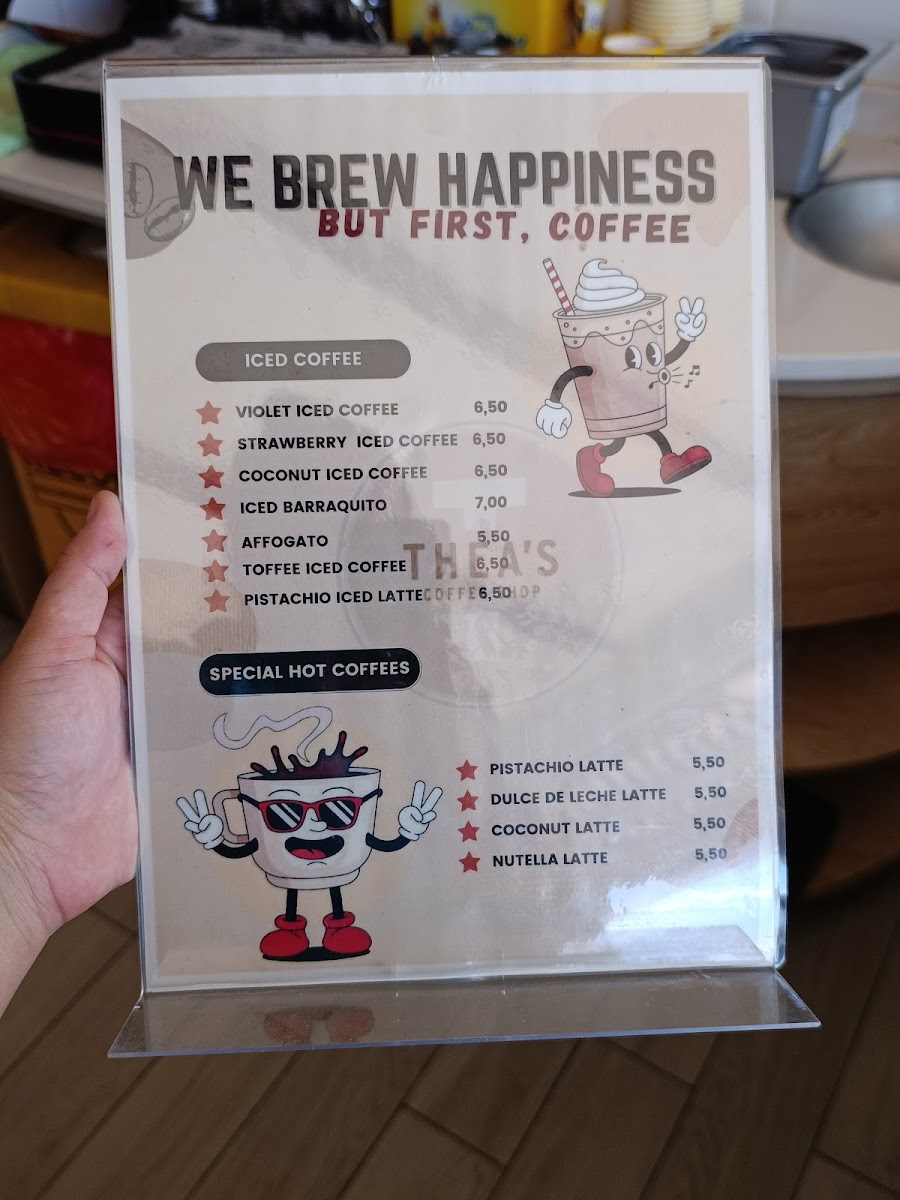 WE BREW HAPPINESS
BUT FIRST, COFFEE
ICED COFFEE
VIOLET ICED COFFEE 6,50
STRAWBERRY ICED COFFEE 6,50
COCONUT ICED COFFEE 6,50
ICED BARRAQUITO 7,00
AFFOGATO 5,50
TOFFEE ICED COFFEE 6,50
PISTACHIO ICED LATTE 6,50
THEA'S
COFFEE SHOP
SPECIAL HOT COFFEES
PISTACHIO LATTE 5,50
DULCE DE LECHE LATTE 5,50
COCONUT LATTE 5,50
NUTELLA LATTE 5,50